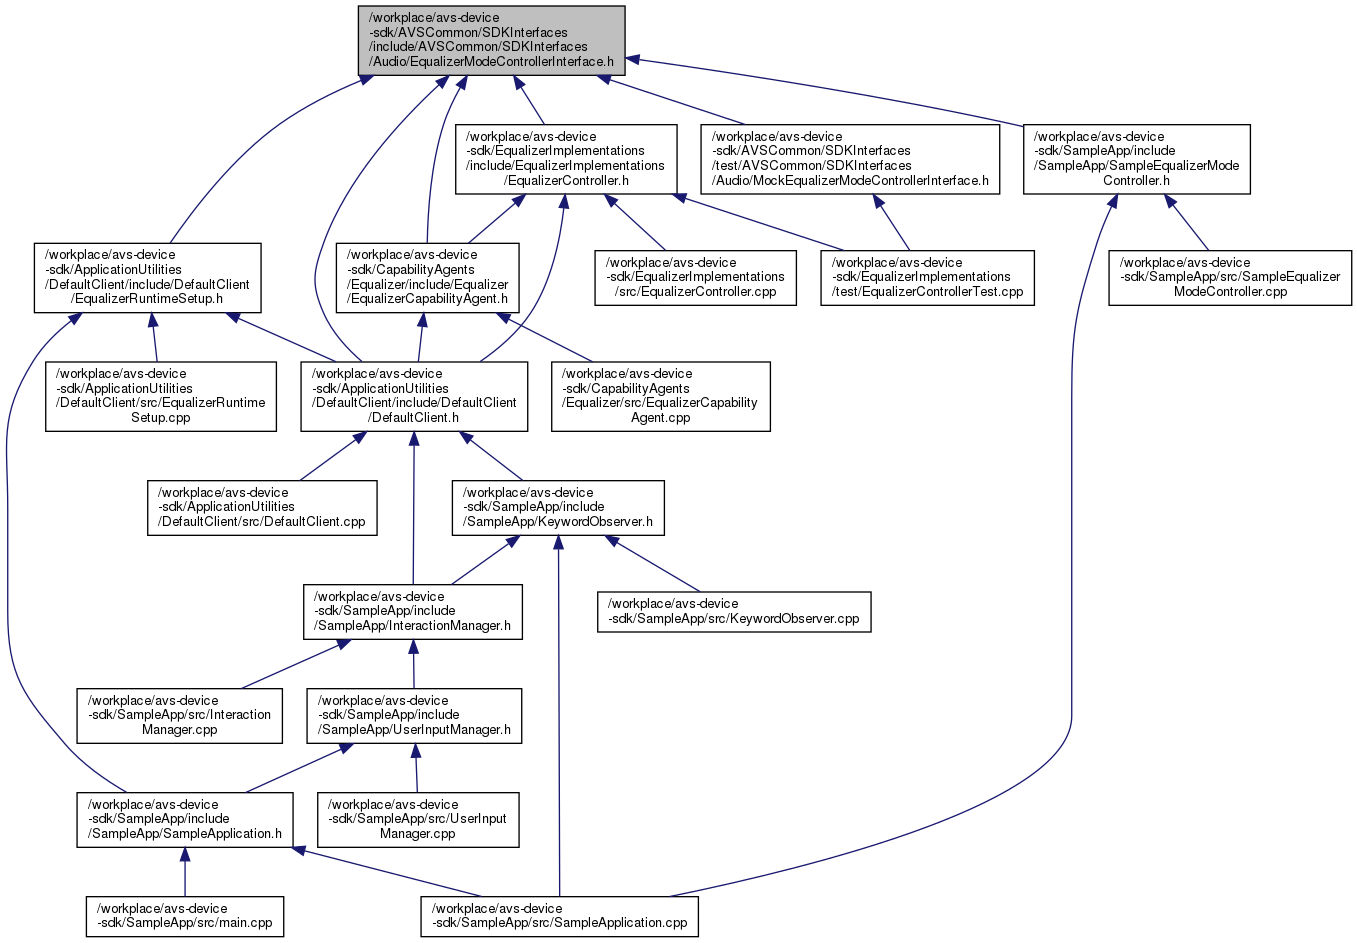 /workplace/avs-device
-sdk/AVSCommon/SDKInterfaces
/include/AVSCommon/SDKInterfaces
/Audio/EqualizerModeControllerInterface.h
/workplace/avs-device
-sdk/EqualizerImplementations
/include/EqualizerImplementations
/EqualizerController.h
/workplace/avs-device
-sdk/AVSCommon/SDKInterfaces
/test/AVSCommon/SDKInterfaces
/Audio/MockEqualizerModeControllerInterface.h
/workplace/avs-device
-sdk/SampleApp/include
/SampleApp/SampleEqualizerMode
Controller.h
/workplace/avs-device
-sdk/ApplicationUtilities
/DefaultClient/include/DefaultClient
/EqualizerRuntimeSetup.h
/workplace/avs-device
-sdk/CapabilityAgents
/Equalizer/include/Equalizer
/EqualizerCapabilityAgent.h
/workplace/avs-device
-sdk/EqualizerImplementations
/src/EqualizerController.cpp
/workplace/avs-device
-sdk/EqualizerImplementations
/test/EqualizerControllerTest.cpp
/workplace/avs-device
-sdk/SampleApp/src/SampleEqualizer
ModeController.cpp
/workplace/avs-device
-sdk/ApplicationUtilities
/DefaultClient/src/EqualizerRuntime
Setup.cpp
/workplace/avs-device
-sdk/ApplicationUtilities
/DefaultClient/include/DefaultClient
/DefaultClient.h
/workplace/avs-device
-sdk/CapabilityAgents
/Equalizer/src/EqualizerCapability
Agent.cpp
/workplace/avs-device
-sdk/ApplicationUtilities
/DefaultClient/src/DefaultClient.cpp
/workplace/avs-device
-sdk/SampleApp/include
/SampleApp/KeywordObserver.h
/workplace/avs-device
-sdk/SampleApp/include
/SampleApp/InteractionManager.h
/workplace/avs-device
-sdk/SampleApp/src/KeywordObserver.cpp
/workplace/avs-device
-sdk/SampleApp/src/Interaction
Manager.cpp
/workplace/avs-device
-sdk/SampleApp/include
/SampleApp/UserInputManager.h
/workplace/avs-device
-sdk/SampleApp/include
/SampleApp/SampleApplication.h
/workplace/avs-device
-sdk/SampleApp/src/UserInput
Manager.cpp
/workplace/avs-device
-sdk/SampleApp/src/main.cpp
/workplace/avs-device
-sdk/SampleApp/src/SampleApplication.cpp